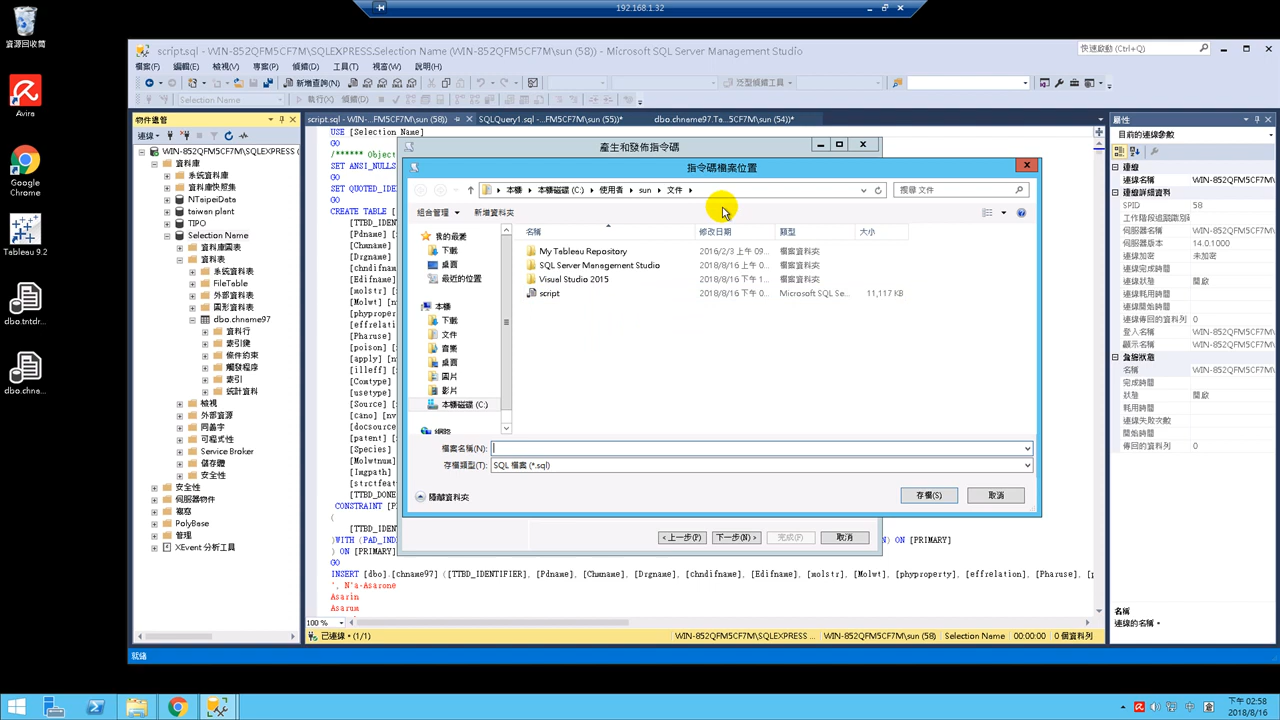 192.168.1.32
資源回收筒
Avira
Google
Chrome
Tableau 9.2
dbo.tntdr...
dbo.chna...
script.sql - WIN-852QFM5CF7M\SQLEXPRESS.Selection Name (WIN-852QFM5CF7M\sun (58)) - Microsoft SQL Server Management Studio
快速啟動 (Ctrl+Q)
檔案(F) 編輯(E) 檢視(V) 專案(P) 偵錯(D) 工具(T) 視窗(W) 說明(H)
新增查詢(N)
泛型偵錯工具
Selection Name
執行(X) 偵錯(D)
物件總管
連線
WIN-852QFM5CF7M\SQLEXPRESS (
資料庫
系統資料庫
資料庫快照集
NTaipeiData
taiwan plant
TIPO
Selection Name
資料庫圖表
資料表
系統資料表
FileTable
外部資料表
圖形資料表
dbo.chname97
資料行
索引鍵
條件約束
觸發程序
索引
統計資料
檢視
外部資源
同義字
可程式性
Service Broker
儲存體
安全性
安全性
伺服器物件
複寫
PolyBase
管理
XEvent 分析工具
script.sql - WIN-...FM5CF7M\sun (58))
SQLQuery1.sql -...FM5CF7M\sun (55))*
dbo.chname97.Ta...5CF7M\sun (54))*
USE [Selection Name]
GO
/****** Objec
SET ANSI_NULLS
GO
SET QUOTED_IDE
GO
CREATE TABLE [
[TTBD_IDENT
[Pdname] [n
[Chmname] [
[Drgname] [
[chndifname
[Edifname]
[molstr] [n
[Molwt] [nv
[phyproper
[effrelatio
[Pharuse] [
[poison] [n
[apply] [nv
[illeff] [n
[Comtype] [
[usetype] [
[Source] [n
[cano] [nva
[docsource]
[patent] [n
[Species] [
[Molwtnum]
[Imgpath] [
[strctfeatu
[TTBD_DONE
CONSTRAINT [P
(
[TTBD_IDENT
)WITH (PAD_IND
) ON [PRIMARY]
) ON [PRIMARY]
GO
INSERT [dbo].[chname97] ([TTBD_IDENTIFIER], [Pdname], [Chmname], [Drgname], [chndifname], [Edifname], [molstr], [Molwt], [phyproperty], [effrelation], [Pharuse], [p
', N'a-Asarone
Asarin
Asarum
100 %
產生和發佈指令碼
指令碼檔案位置
本機 本機磁碟 (C:) 使用者 sun 文件
搜尋 文件
組合管理 新增資料夾
我的最愛
下載
桌面
最近的位置
本機
下載
文件
音樂
桌面
圖片
影片
本機磁碟 (C:)
網路
名稱 修改日期 類型 大小
My Tableau Repository 2016/2/3 上午 09... 檔案資料夾
SQL Server Management Studio 2018/8/16 上午 0... 檔案資料夾
Visual Studio 2015 2018/8/16 下午 1... 檔案資料夾
script 2018/8/16 下午 0... Microsoft SQL Se... 11,117 KB
檔案名稱(N):
存檔類型(T): SQL 檔案 (*.sql)
隱藏資料夾
存檔(S) 取消
<上一步(P) 下一步(N)> 完成(F) 取消
屬性
目前的連線參數
連線
連線名稱 WIN-852QFM5CF7M\
連線詳細資料
SPID 58
工作階段追蹤識別
伺服器名稱 WIN-852QFM5CF7M\
伺服器版本 14.0.1000
連線加密 未加密
連線完成時間
連線狀態 開啟
連線耗用時間
連線開始時間
連線傳回的資料列 0
登入名稱 WIN-852QFM5CF7M\
顯示名稱 WIN-852QFM5CF7M\
彙總狀態
名稱 WIN-852QFM5CF7M\
完成時間
狀態 開啟
耗用時間
連線失敗次數
開始時間
傳回的資料列 0
名稱
連線的名稱。
已連線。(1/1)
WIN-852QFM5CF7M\SQLEXPRESS ... WIN-852QFM5CF7M\sun (58) Selection Name 00:00:00 0 個資料列
就緒
下午 02:58
2018/8/16